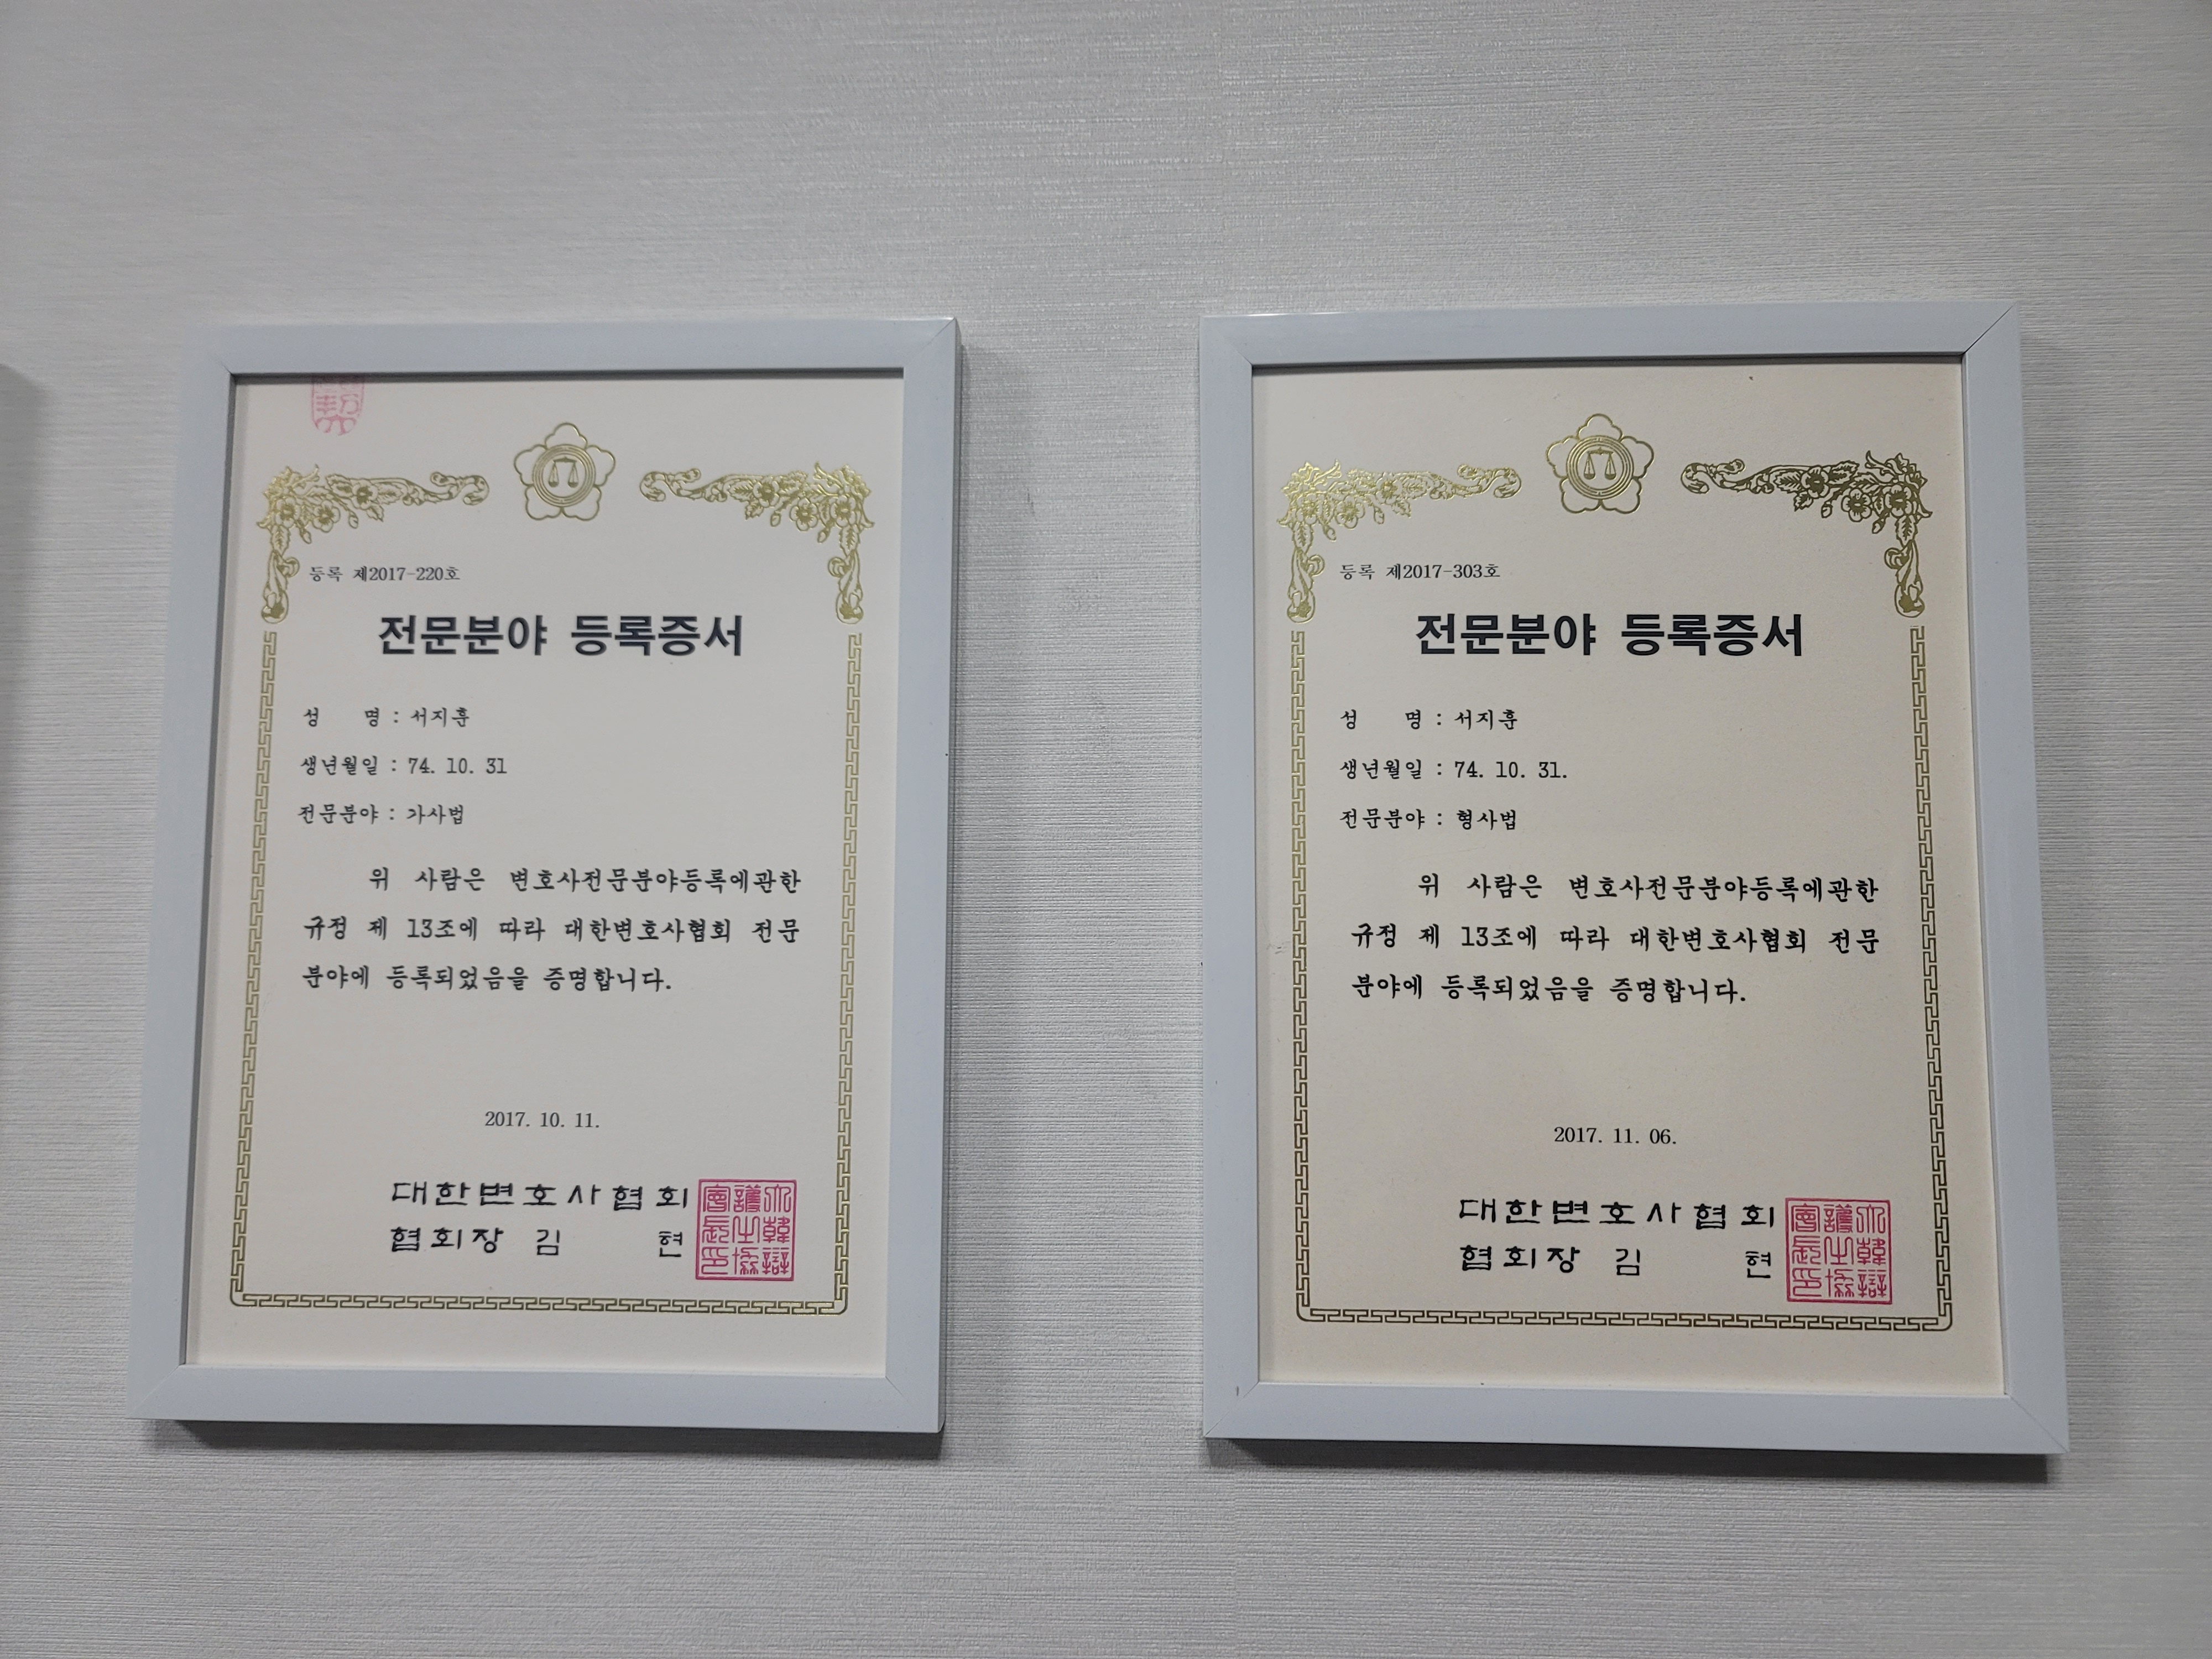 등록 제2017-220호
전문분야 등록증서
성 명 : 서지훈
생년월일 : 74. 10. 31
전문분야 : 가사법
위 사람은 변호사전문분야등록에관한
규정 제 13조에 따라 대한변호사협회 전문
분야에 등록되었음을 증명합니다.
2017. 10. 11.
대한변호사협회
협회장 김 현
등록 제2017-303호
전문분야 등록증서
성 명 : 서지훈
생년월일 : 74. 10. 31.
전문분야 : 형사법
위 사람은 변호사전문분야등록에관한
규정 제 13조에 따라 대한변호사협회 전문
분야에 등록되었음을 증명합니다.
2017. 11. 06.
대한변호사협회
협회장 김 현